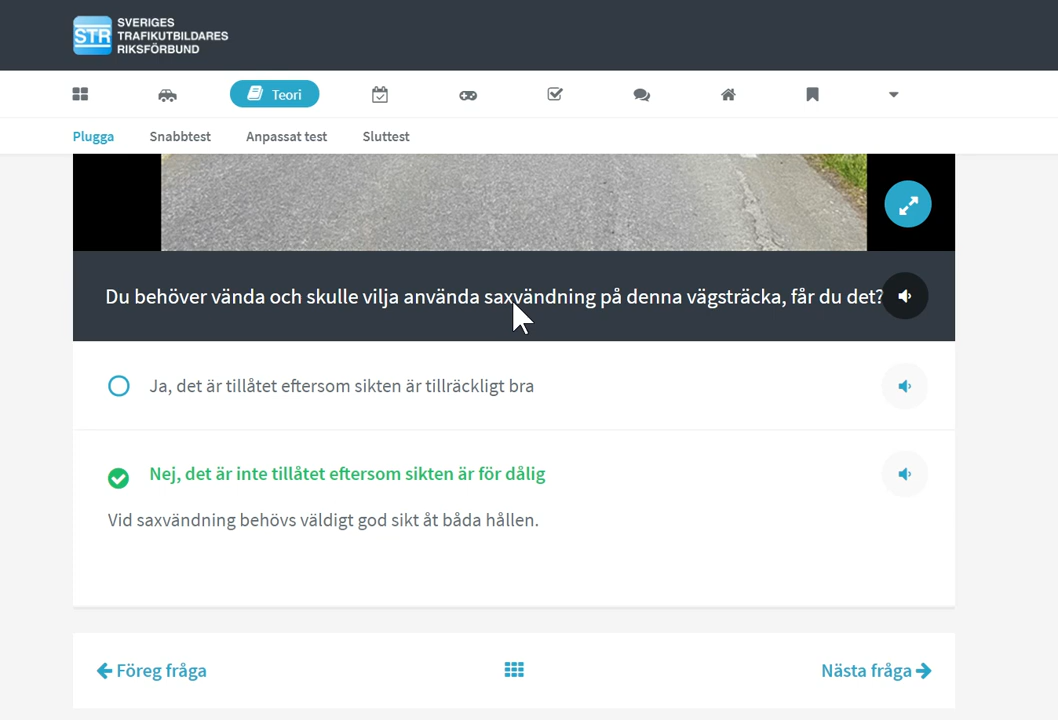 STR
SVERIGES
TRAFIKUTBILDARES
RIKSFÖRBUND
Teori
Plugga Snabbtest Anpassat test Sluttest
Du behöver vända och skulle vilja använda saxvändning på denna vägsträcka, får du det?
Ja, det är tillåtet eftersom sikten är tillräckligt bra
Nej, det är inte tillåtet eftersom sikten är för dålig
Vid saxvändning behövs väldigt god sikt åt båda hållen.
Föreg fråga Nästa fråga